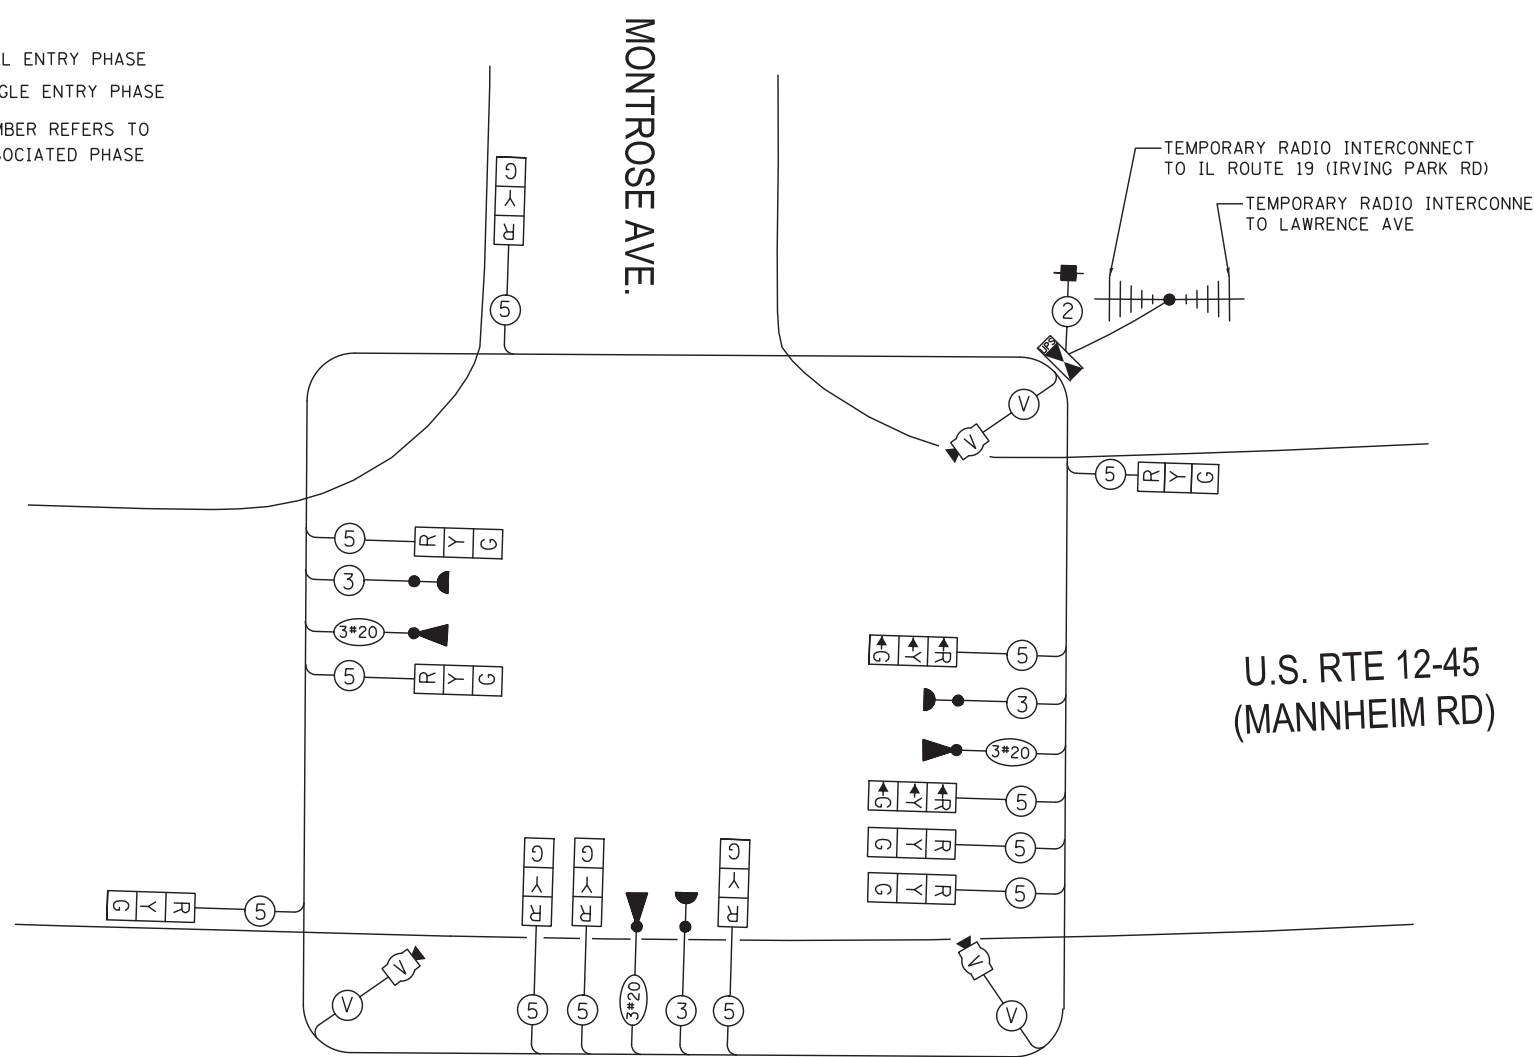 L ENTRY PHASE
GLE ENTRY PHASE
MBER REFERS TO
SOCIATED PHASE
MONTROSE AVE.
TEMPORARY RADIO INTERCONNECT
TO IL ROUTE 19 (IRVING PARK RD)
TEMPORARY RADIO INTERCONNE
TO LAWRENCE AVE
G Y R
5
2
UPS
V
V
5 R Y G
5 R Y G
3
3#20
5 R Y G
G Y R 5
3
3#20
G Y R 5
G Y R 5
G Y R 5
U.S. RTE 12-45
(MANNHEIM RD)
G Y R 5
G Y R
G Y R
G Y R
V
V
V
V
5
5
3#20
3
5